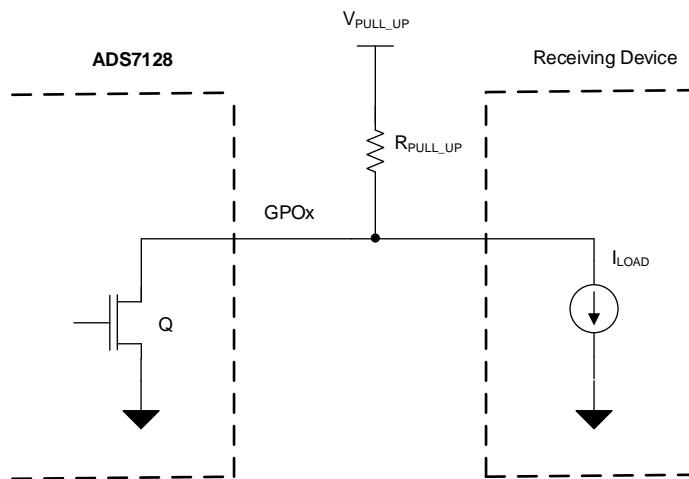 VPULL_UP
ADS7128
Receiving Device
RPULL_UP
GPOx
ILOAD
Q